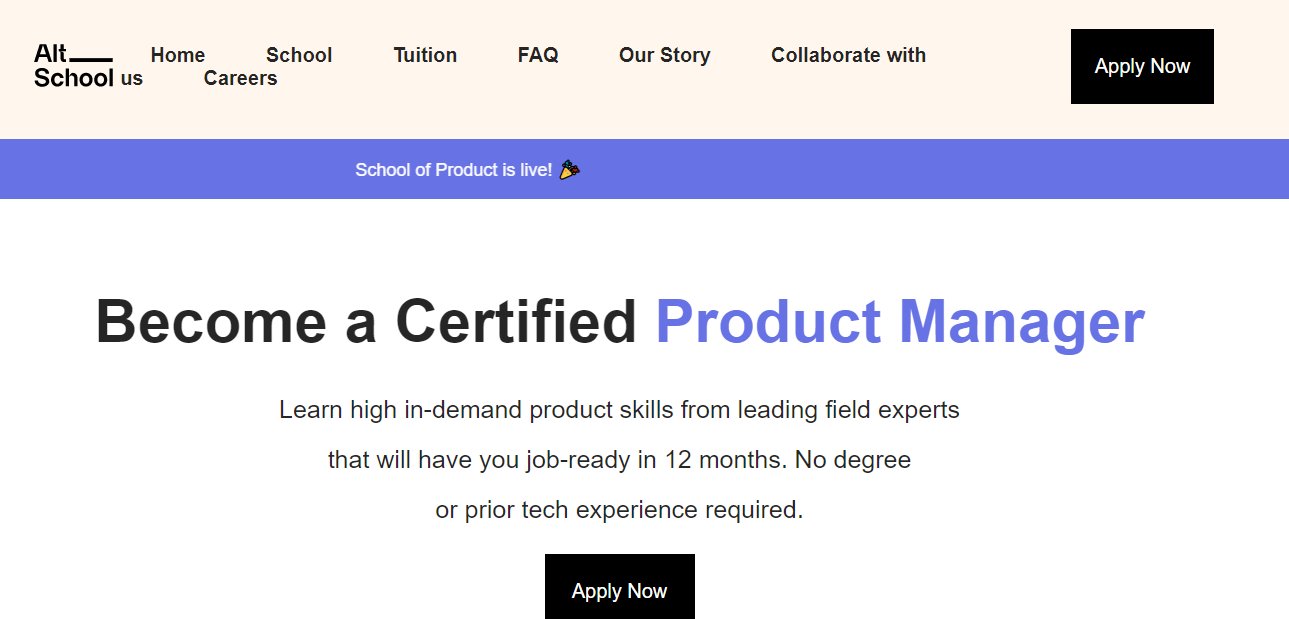 Alt
School
Home School Tuition FAQ Our Story Collaborate with
us Careers
Apply Now
School of Product is live! 🎉
Become a Certified Product Manager
Learn high in-demand product skills from leading field experts
that will have you job-ready in 12 months. No degree
or prior tech experience required.
Apply Now